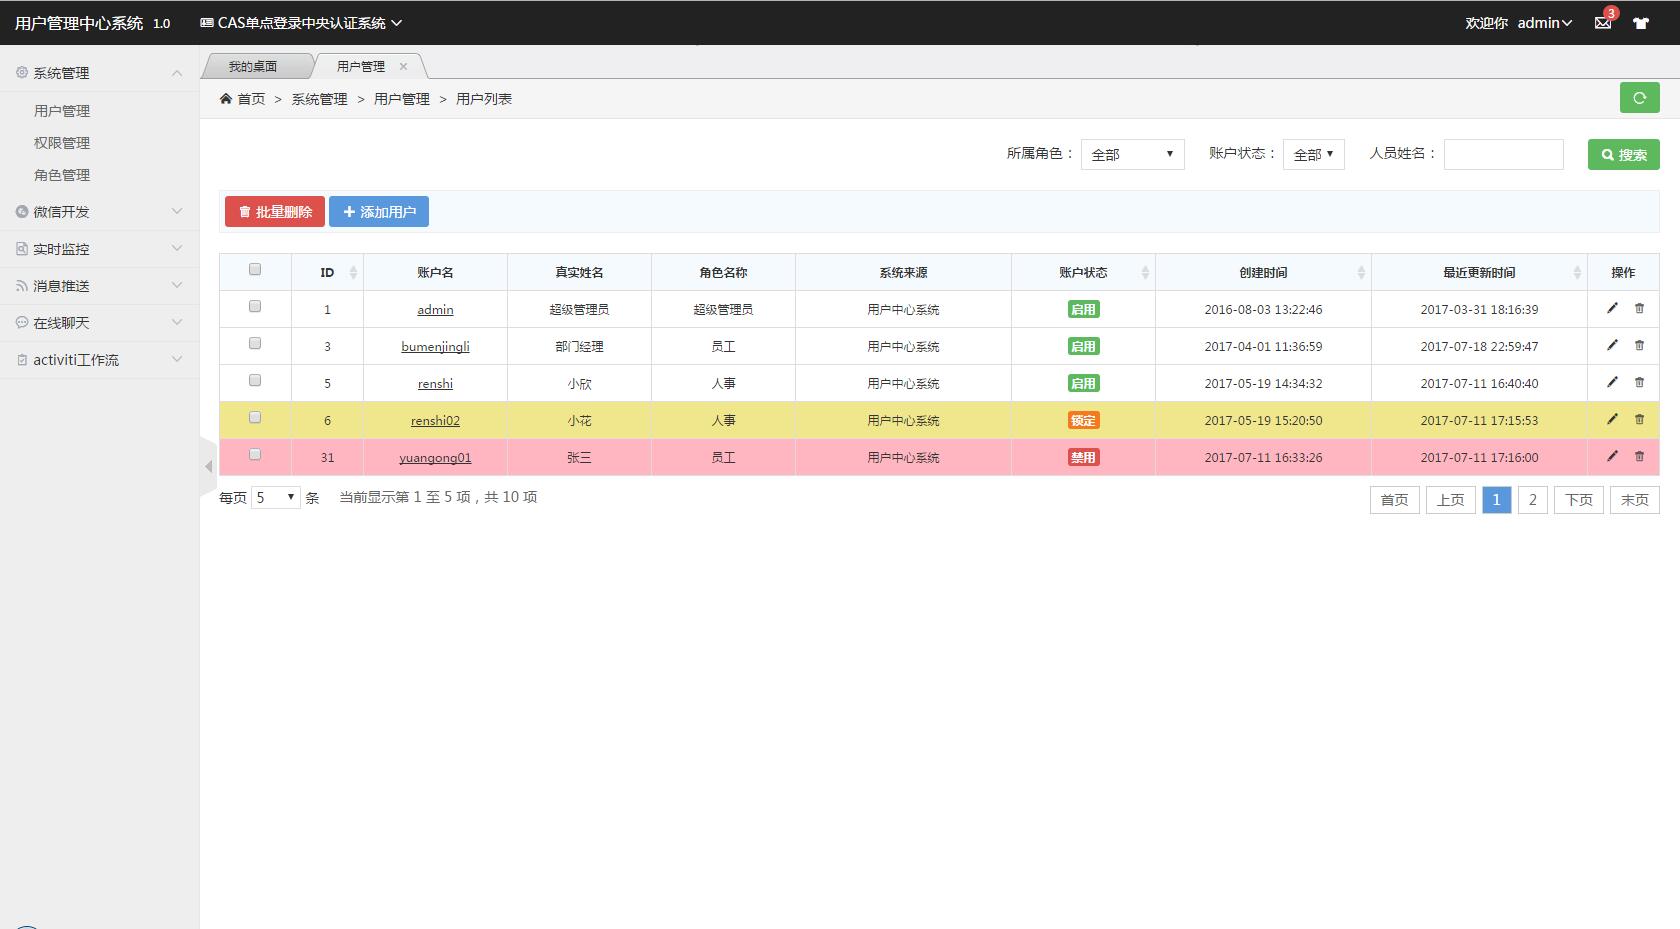 用户管理中心系统 1.0 CAS单点登录中央认证系统 欢迎你 admin 3
系统管理
用户管理
权限管理
角色管理
微信开发
实时监控
消息推送
在线聊天
activiti工作流
我的桌面 用户管理 ×
首页 > 系统管理 > 用户管理 > 用户列表
所属角色： 全部 账户状态： 全部 人员姓名： 搜索
批量删除 添加用户
ID 账户名 真实姓名 角色名称 系统来源 账户状态 创建时间 最近更新时间 操作
1 admin 超级管理员 超级管理员 用户中心系统 启用 2016-08-03 13:22:46 2017-03-31 18:16:39
3 bumenjingli 部门经理 员工 用户中心系统 启用 2017-04-01 11:36:59 2017-07-18 22:59:47
5 renshi 小欣 人事 用户中心系统 启用 2017-05-19 14:34:32 2017-07-11 16:40:40
6 renshi02 小花 人事 用户中心系统 锁定 2017-05-19 15:20:50 2017-07-11 17:15:53
31 yuangong01 张三 员工 用户中心系统 禁用 2017-07-11 16:33:26 2017-07-11 17:16:00
每页 5 条 当前显示第 1 至 5 项，共 10 项 首页 上页 1 2 下页 末页